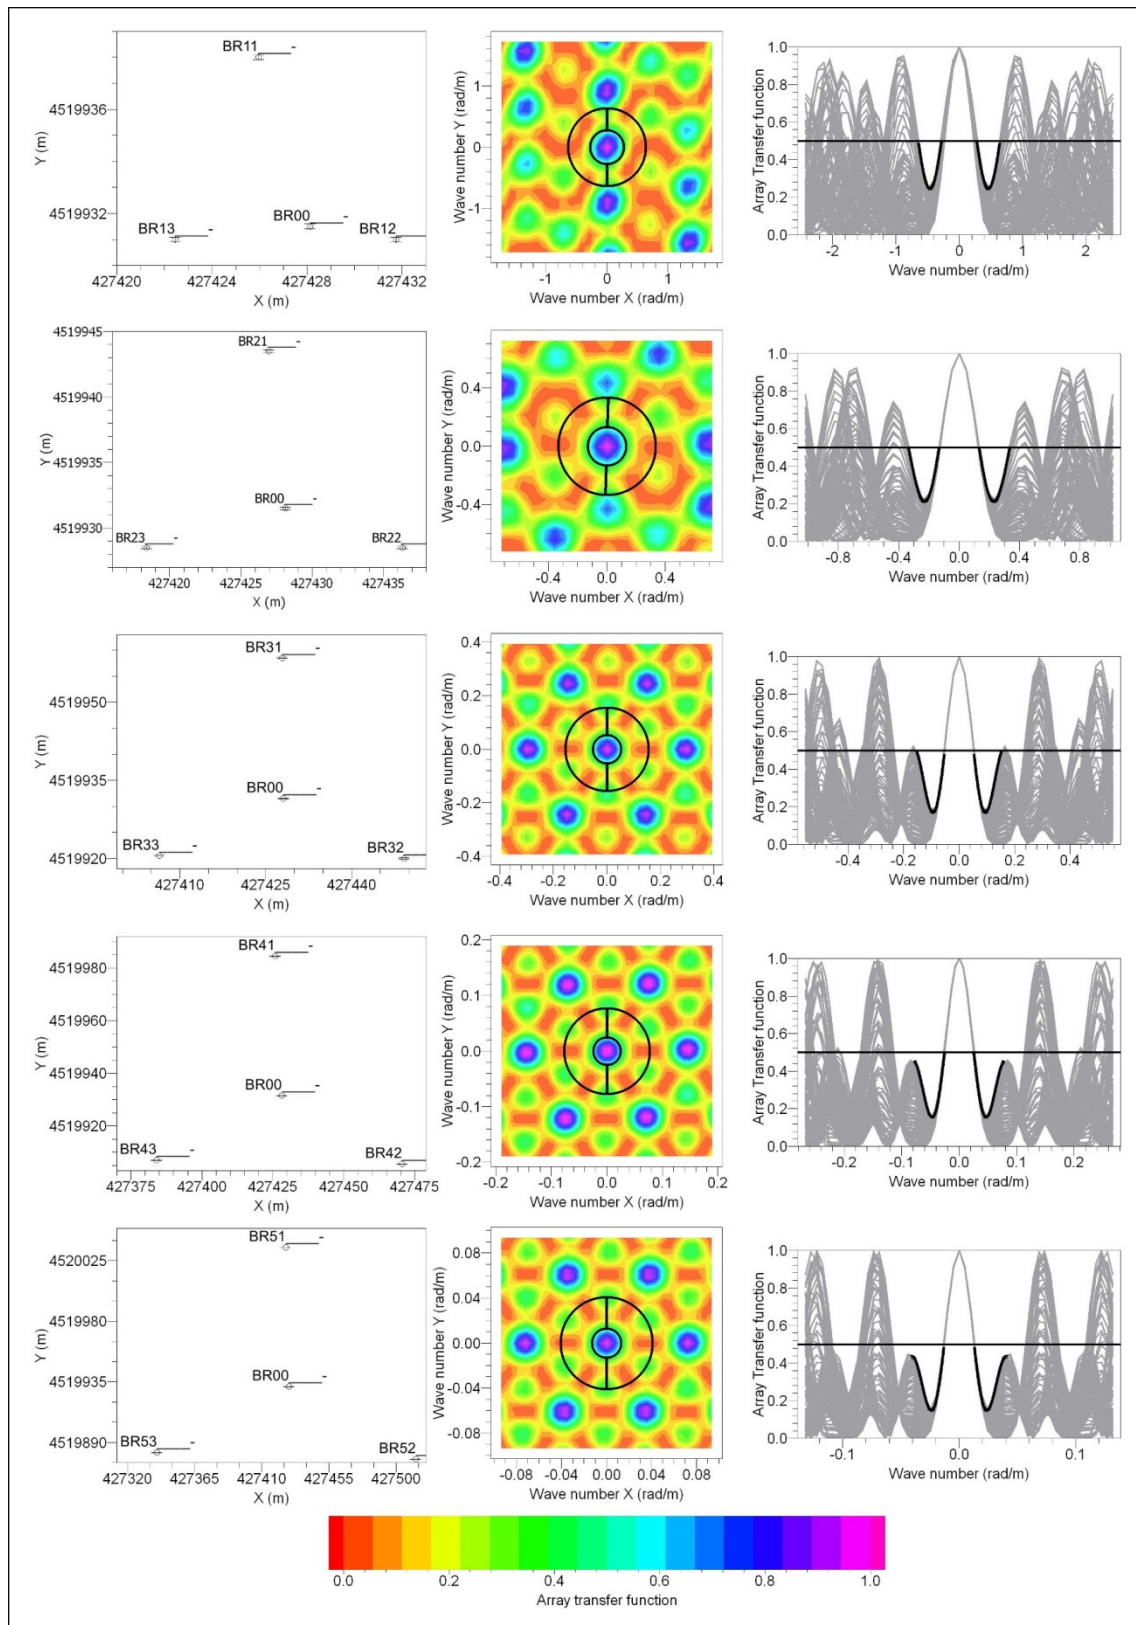 BR11
BR13
BR00
BR12
4519936
4519932
Y (m)
427420 427424 427428 427432
X (m)
1
0
-1
Wave number Y (rad/m)
-1 0 1
Wave number X (rad/m)
1.0
0.8
0.6
0.4
0.2
0.0
Array Transfer function
-2 -1 0 1 2
Wave number (rad/m)
4519945
4519940
4519935
4519930
Y (m)
BR21
BR00
BR23
BR22
427420 427425 427430 427435
X (m)
0.4
0.0
-0.4
Wave number Y (rad/m)
-0.4 0.0 0.4
Wave number X (rad/m)
1.0
0.8
0.6
0.4
0.2
0.0
Array Transfer function
-0.8 -0.4 0.0 0.4 0.8
Wave number (rad/m)
4519950
4519935
4519920
Y (m)
BR31
BR00
BR33
BR32
427410 427425 427440
X (m)
0.4
0.2
0.0
-0.2
-0.4
Wave number Y (rad/m)
-0.4 -0.2 0.0 0.2 0.4
Wave number X (rad/m)
1.0
0.8
0.6
0.4
0.2
0.0
Array Transfer function
-0.4 -0.2 0.0 0.2 0.4
Wave number (rad/m)
4519980
4519960
4519940
4519920
Y (m)
BR41
BR00
BR43
BR42
427375 427400 427425 427450 427475
X (m)
0.2
0.1
0.0
-0.1
-0.2
Wave number Y (rad/m)
-0.2 -0.1 0.0 0.1 0.2
Wave number X (rad/m)
1.0
0.8
0.6
0.4
0.2
0.0
Array Transfer function
-0.2 -0.1 0.0 0.1 0.2
Wave number (rad/m)
4520025
4519980
4519935
4519890
Y (m)
BR51
BR00
BR53
BR52
427320 427365 427410 427455 427500
X (m)
0.08
0.04
0.00
-0.04
-0.08
Wave number Y (rad/m)
-0.08 -0.04 0.00 0.04 0.08
Wave number X (rad/m)
1.0
0.8
0.6
0.4
0.2
0.0
Array Transfer function
-0.1 0.0 0.1
Wave number (rad/m)
0.0 0.2 0.4 0.6 0.8 1.0
Array transfer function